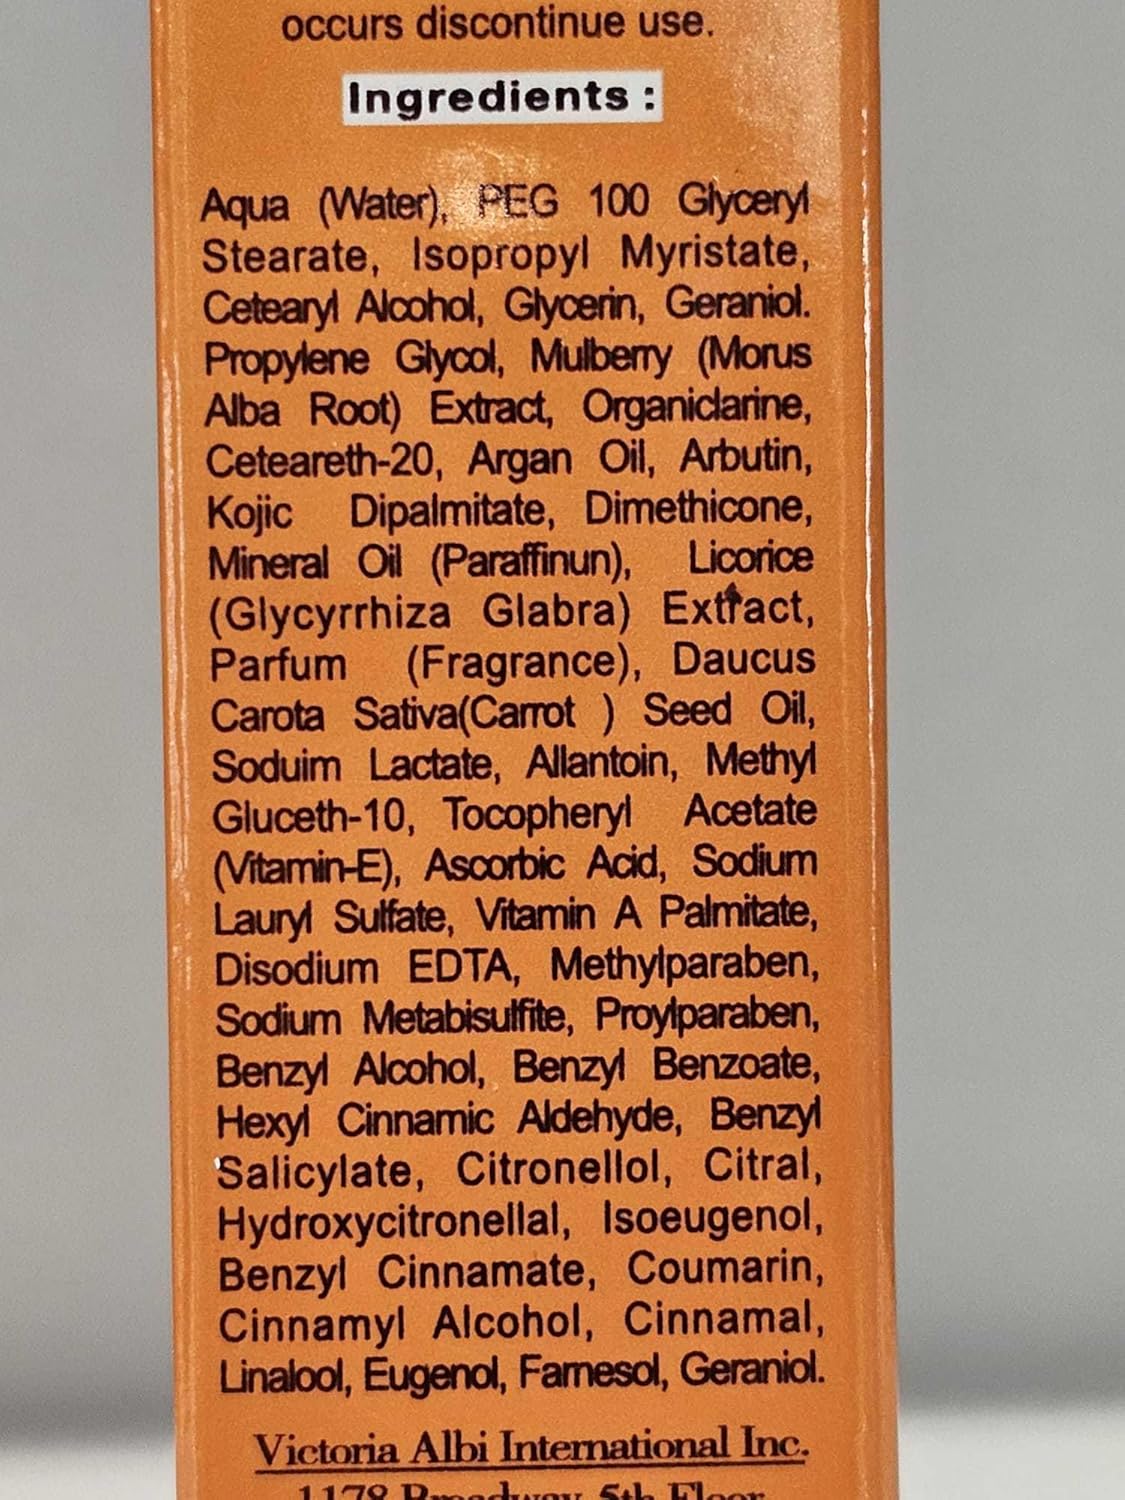 occurs discontinue use.
Ingredients :
Aqua (Water), PEG 100 Glyceryl
Stearate, Isopropyl Myristate,
Cetearyl Alcohol, Glycerin, Geraniol.
Propylene Glycol, Mulberry (Morus
Alba Root) Extract, Organiclarine,
Ceteareth-20, Argan Oil, Arbutin,
Kojic Dipalmitate, Dimethicone,
Mineral Oil (Paraffinun), Licorice
(Glycyrrhiza Glabra) Extract,
Parfum (Fragrance), Daucus
Carota Sativa(Carrot ) Seed Oil,
Soduim Lactate, Allantoin, Methyl
Gluceth-10, Tocopheryl Acetate
(Vitamin-E), Ascorbic Acid, Sodium
Lauryl Sulfate, Vitamin A Palmitate,
Disodium EDTA, Methylparaben,
Sodium Metabisulfite, Proylparaben,
Benzyl Alcohol, Benzyl Benzoate,
Hexyl Cinnamic Aldehyde, Benzyl
Salicylate, Citronellol, Citral,
Hydroxycitronellal, Isoeugenol,
Benzyl Cinnamate, Coumarin,
Cinnamyl Alcohol, Cinnamal,
Linalool, Eugenol, Farnesol, Geraniol.
Victoria Albi International Inc.
1178 Broadway, 5th Floor